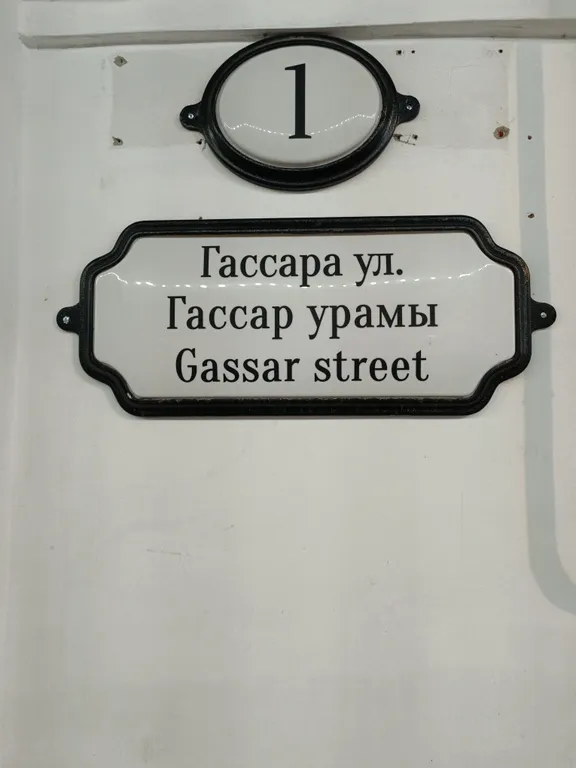 1
Гассара ул.
Гассар урамы
Gassar street